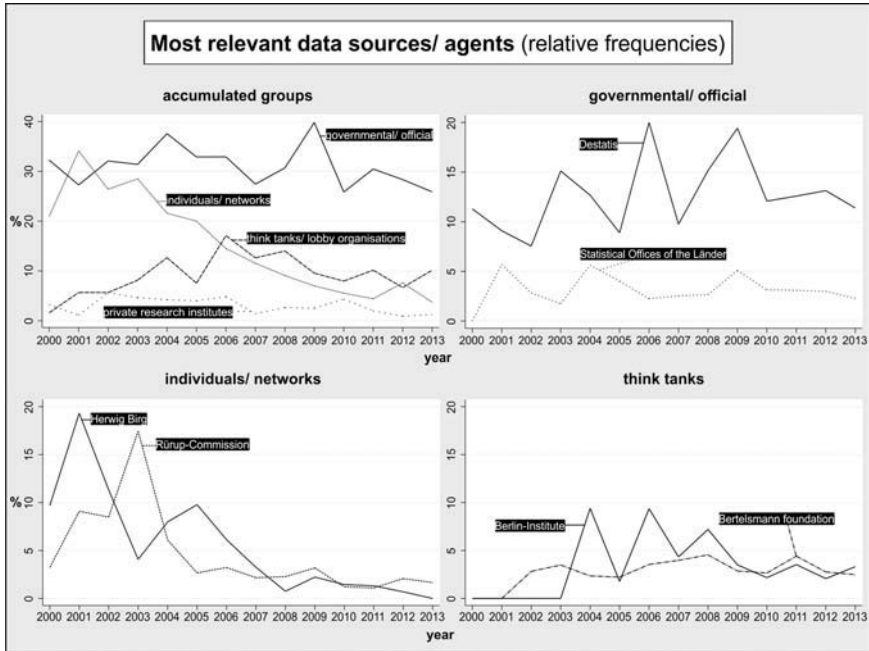 Most relevant data sources/ agents (relative frequencies)
accumulated groups
governmental/ official
%
40
30
20
10
0
governmental/ official
individuals/ networks
think tanks/ lobby organisations
private research institutes
2000 2001 2002 2003 2004 2005 2006 2007 2008 2009 2010 2011 2012 2013
year
20
15
10
5
0
Destatis
Statistical Offices of the Länder
2000 2001 2002 2003 2004 2005 2006 2007 2008 2009 2010 2011 2012 2013
individuals/ networks
think tanks
%
20
15
10
5
0
Herwig Birg
Rürup-Commission
2000 2001 2002 2003 2004 2005 2006 2007 2008 2009 2010 2011 2012 2013
year
20
15
10
5
0
Berlin-Institute
Bertelsmann foundation
2000 2001 2002 2003 2004 2005 2006 2007 2008 2009 2010 2011 2012 2013